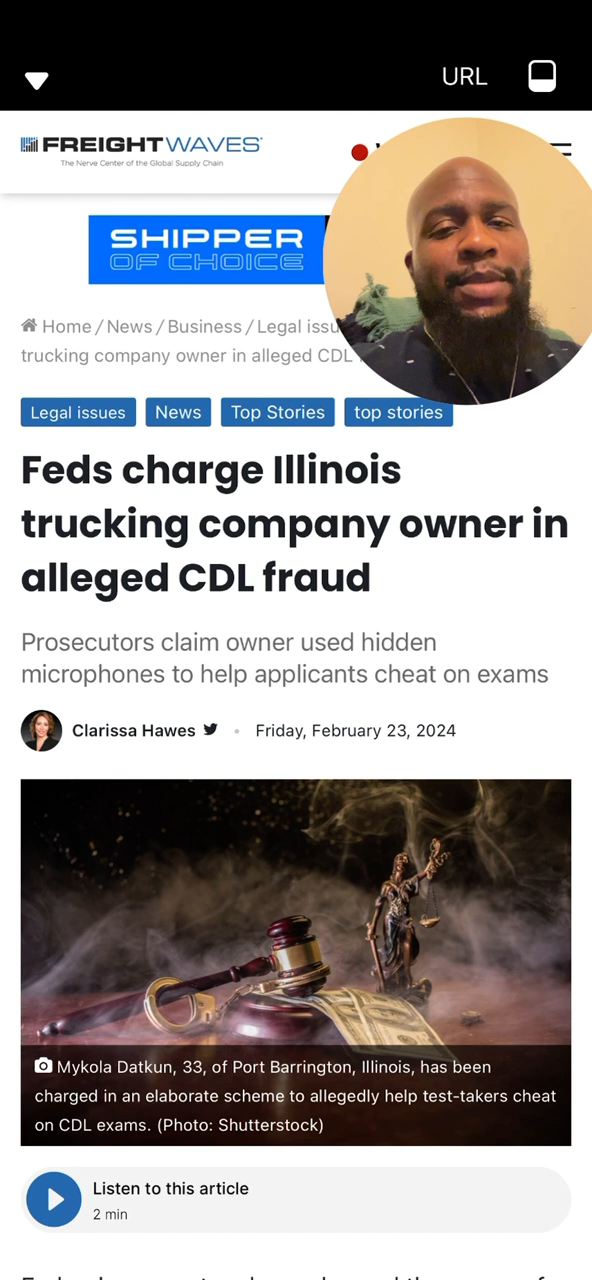 URL
FREIGHTWAVES
The Nerve Center of the Global Supply Chain
SHIPPER
OF CHOICE
Home / News / Business / Legal issu
trucking company owner in alleged CDL
Legal issues News Top Stories top stories
Feds charge Illinois
trucking company owner in
alleged CDL fraud
Prosecutors claim owner used hidden
microphones to help applicants cheat on exams
Clarissa Hawes • Friday, February 23, 2024
Mykola Datkun, 33, of Port Barrington, Illinois, has been
charged in an elaborate scheme to allegedly help test-takers cheat
on CDL exams. (Photo: Shutterstock)
Listen to this article
2 min